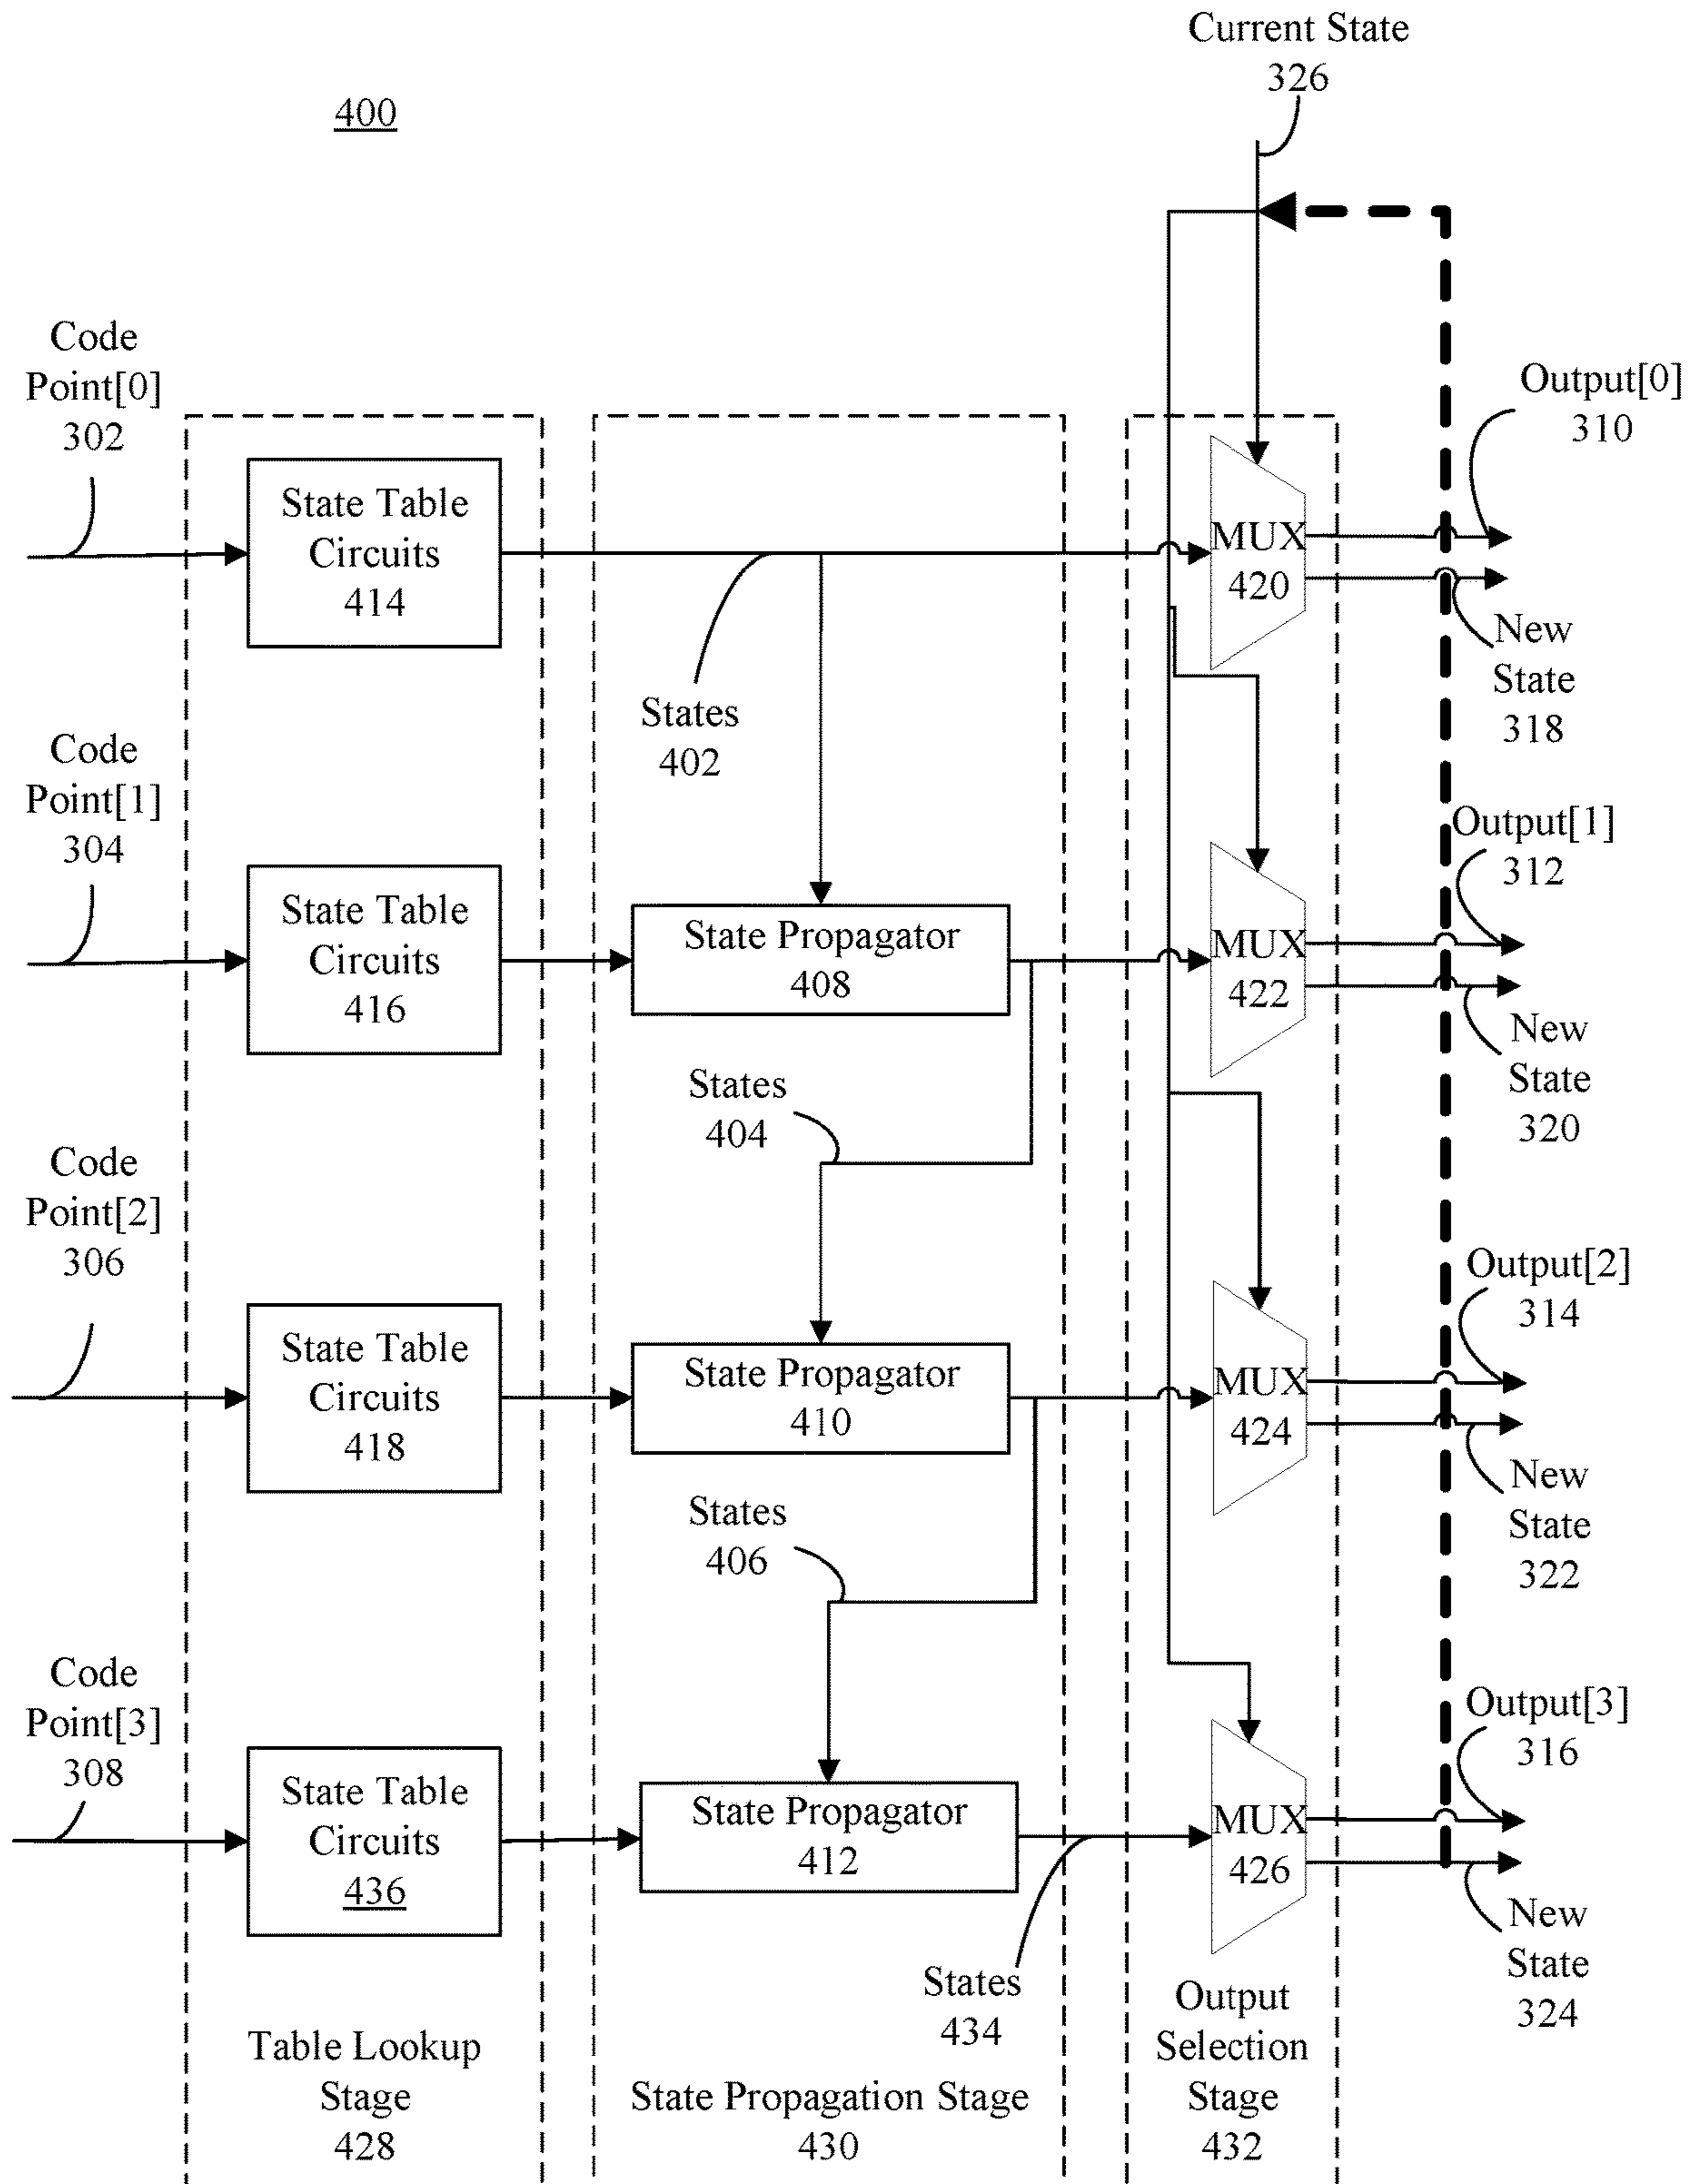 Current State
326
400
Code
Point[0]
302
Output[0]
310
State Table
Circuits
414
MUX
420
New
State
318
States
402
Code
Point[1]
304
Output[1]
312
State Table
Circuits
416
State Propagator
408
MUX
422
New
State
320
States
404
Code
Point[2]
306
Output[2]
314
State Table
Circuits
418
State Propagator
410
MUX
424
New
State
322
States
406
Code
Point[3]
308
Output[3]
316
State Table
Circuits
436
State Propagator
412
MUX
426
New
State
324
States
434
Table Lookup
Stage
428
State Propagation Stage
430
Output
Selection
Stage
432